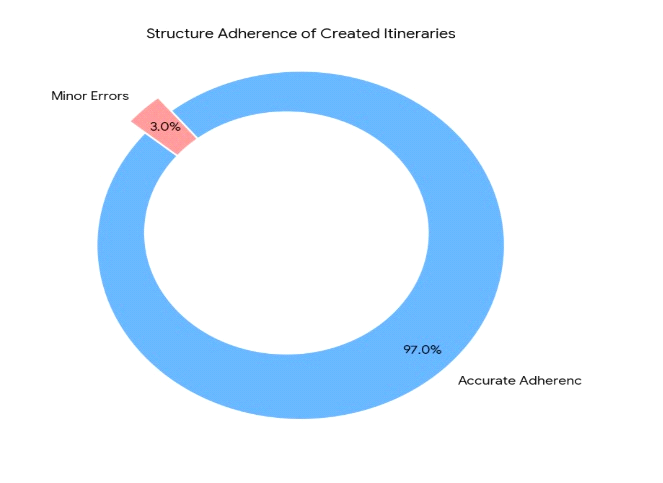 Structure Adherence of Created Itineraries
Minor Errors
3.0%
97.0%
Accurate Adherenc